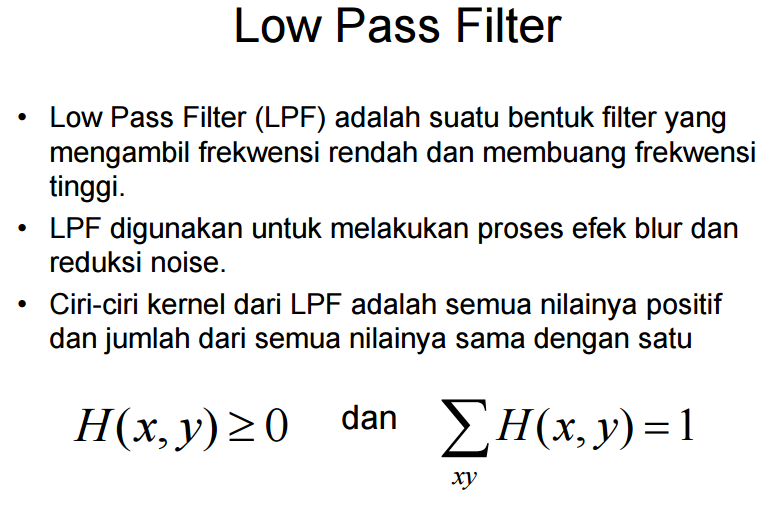 Low Pass Filter
• Low Pass Filter (LPF) adalah suatu bentuk filter yang
mengambil frekwensi rendah dan membuang frekwensi
tinggi.
• LPF digunakan untuk melakukan proses efek blur dan
reduksi noise.
• Ciri-ciri kernel dari LPF adalah semua nilainya positif
dan jumlah dari semua nilainya sama dengan satu
H(x, y) ≥ 0 dan ∑ H(x, y) = 1
xy